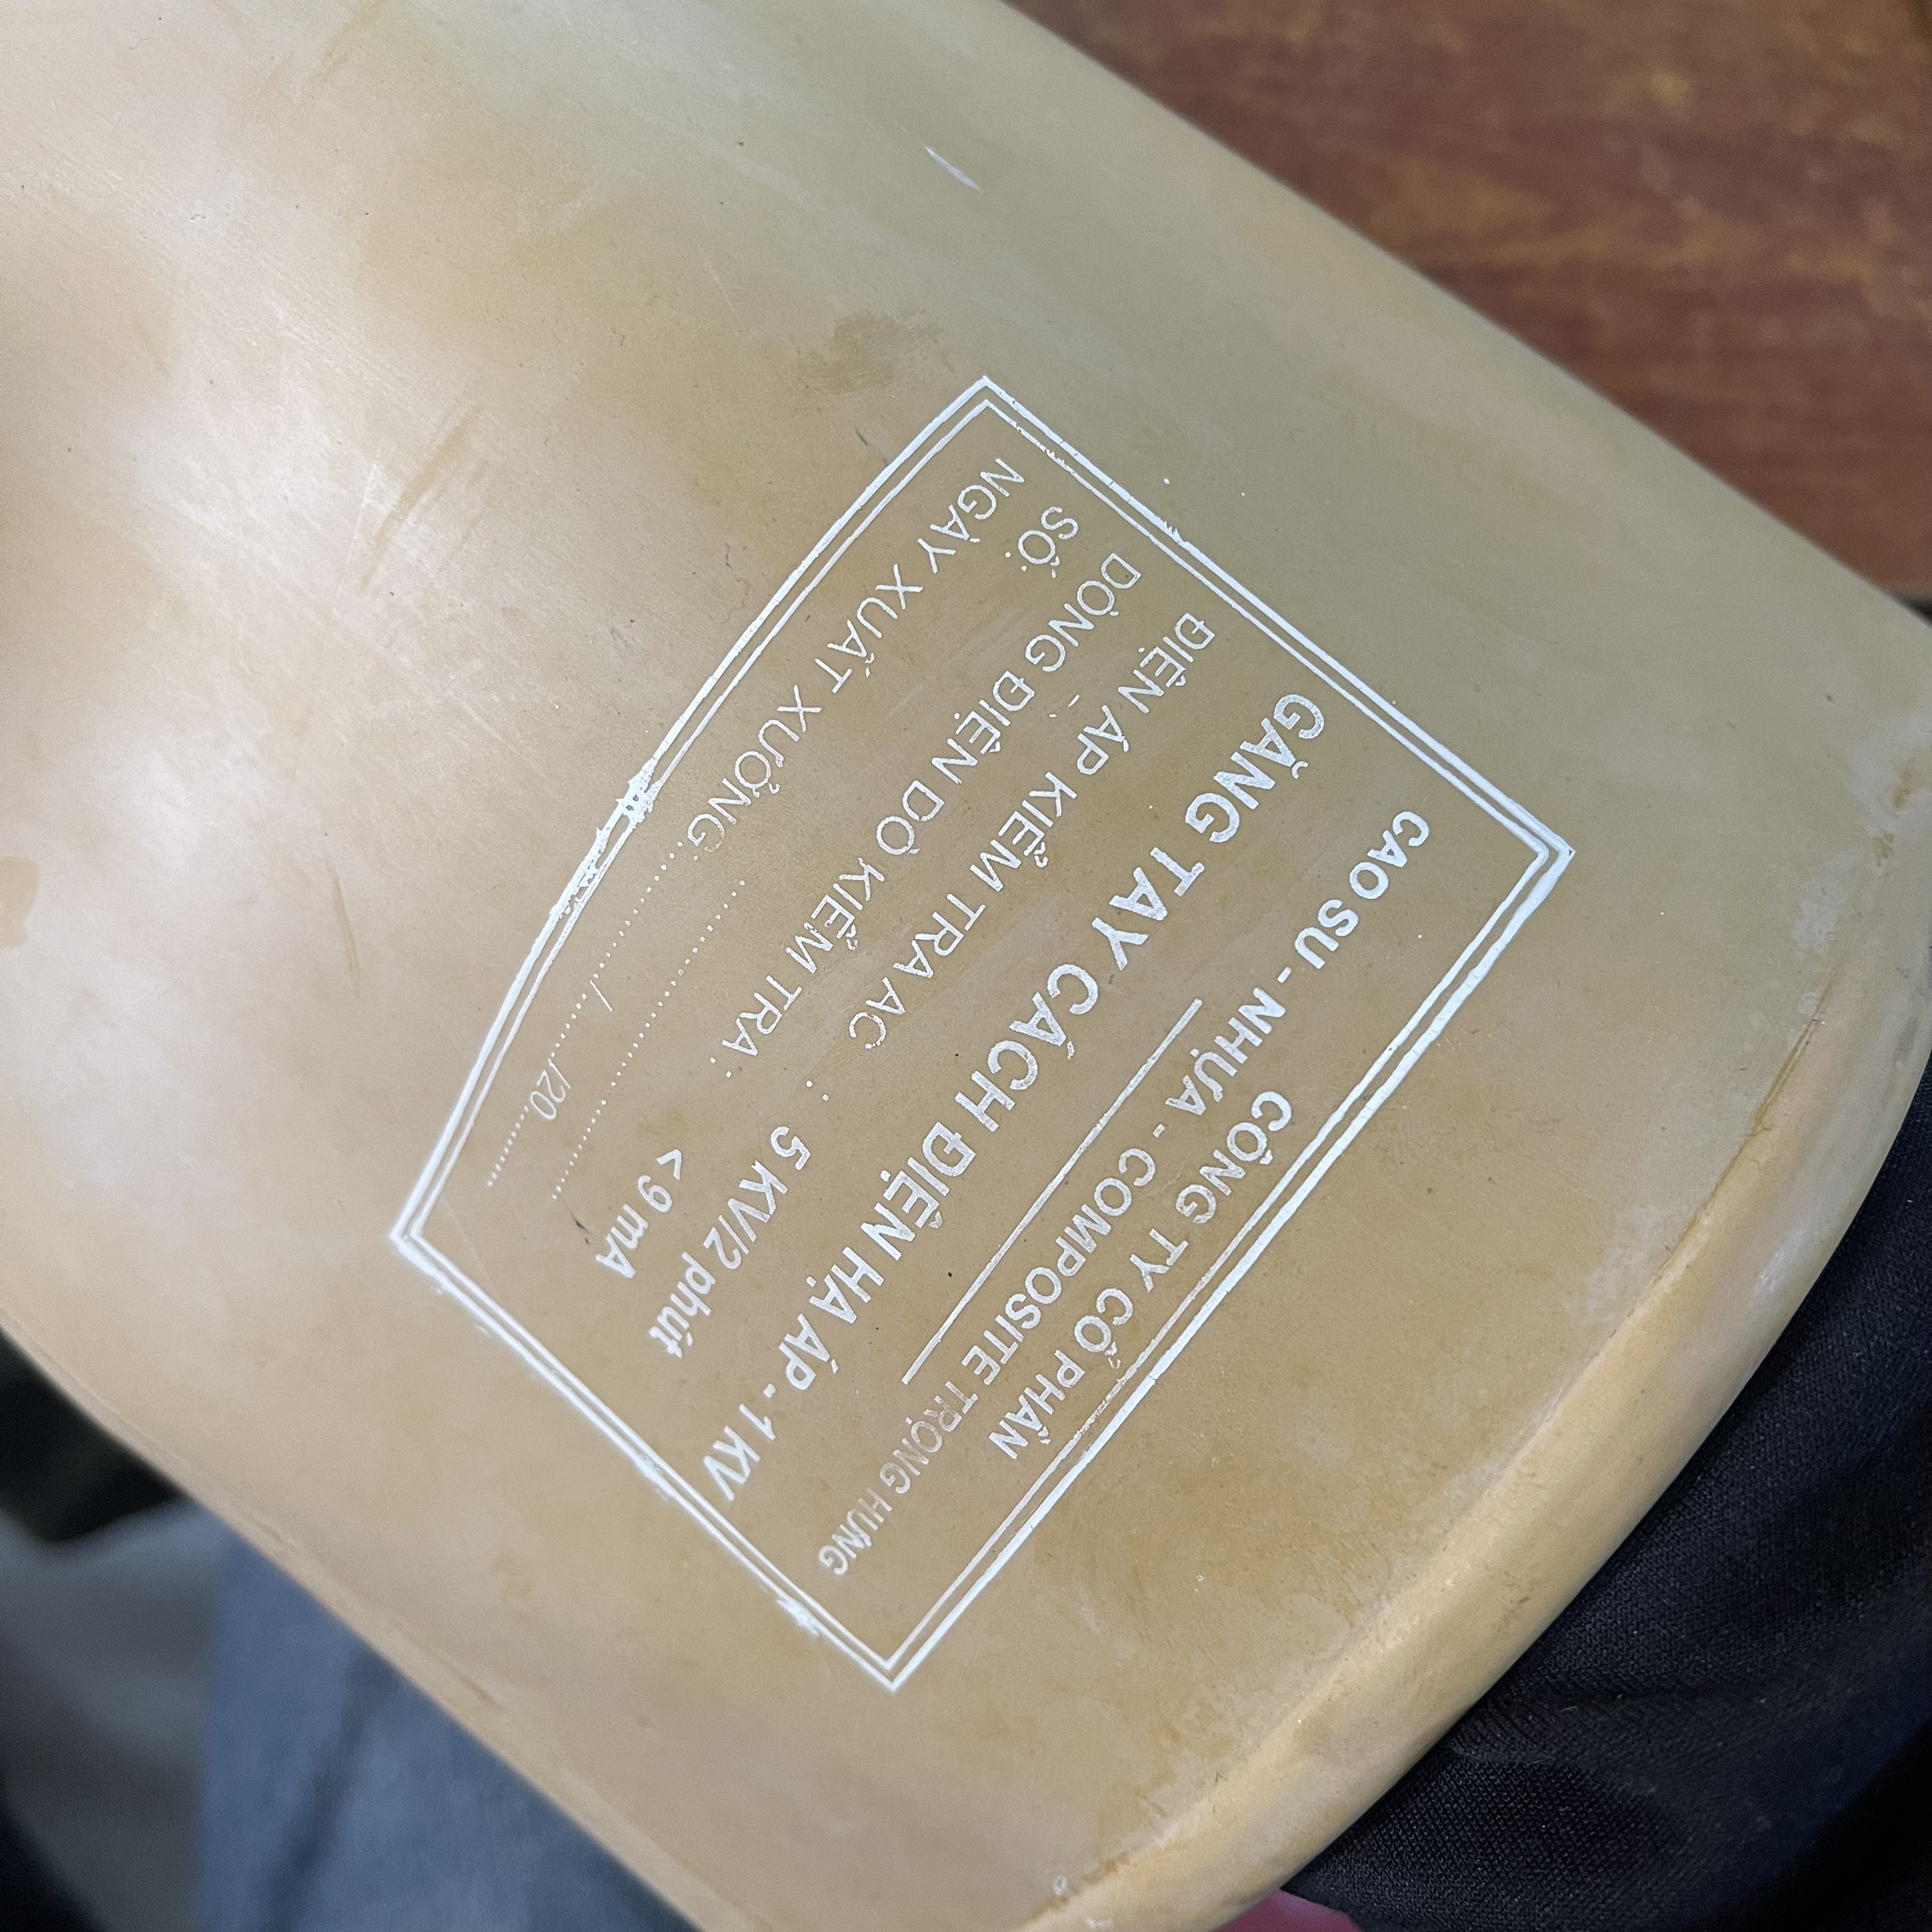 CÔNG TY CỔ PHẦN
CAO SU - NHỰA - COMPOSITE TRỌNG HƯNG
GĂNG TAY CÁCH ĐIỆN HẠ ÁP - 1 KV
ĐIỆN ÁP KIỂM TRA AC : 5 KV/2 phút
DÒNG ĐIỆN DÒ KIỂM TRA : < 9 mA
SỐ: ..............................
NGÀY XUẤT XƯỞNG............/......../20..........